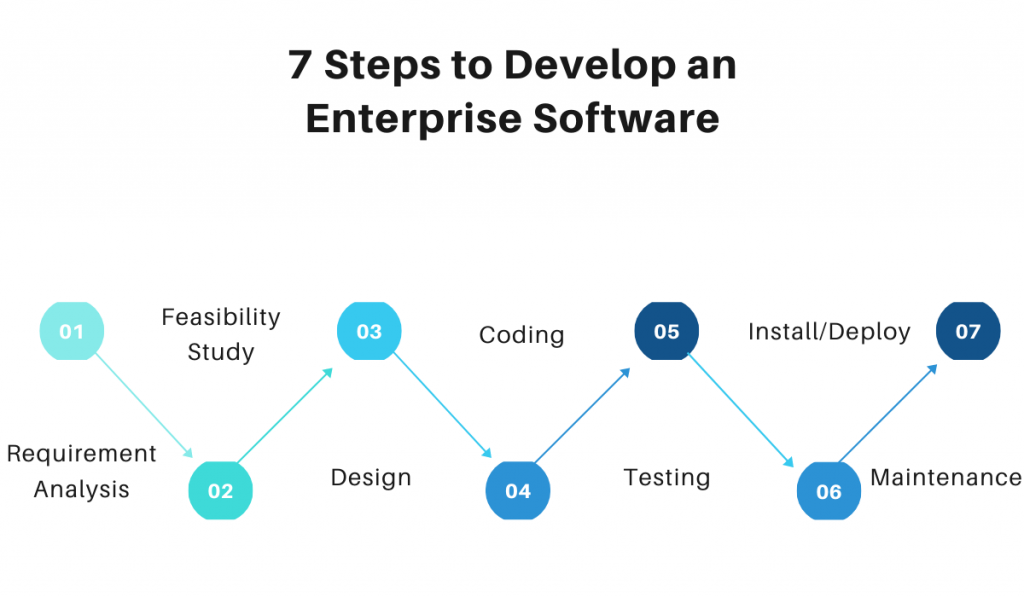 7 Steps to Develop an
Enterprise Software
01
Requirement
Analysis
02
Feasibility
Study
03
Design
04
Coding
05
Testing
06
Install/Deploy
07
Maintenance